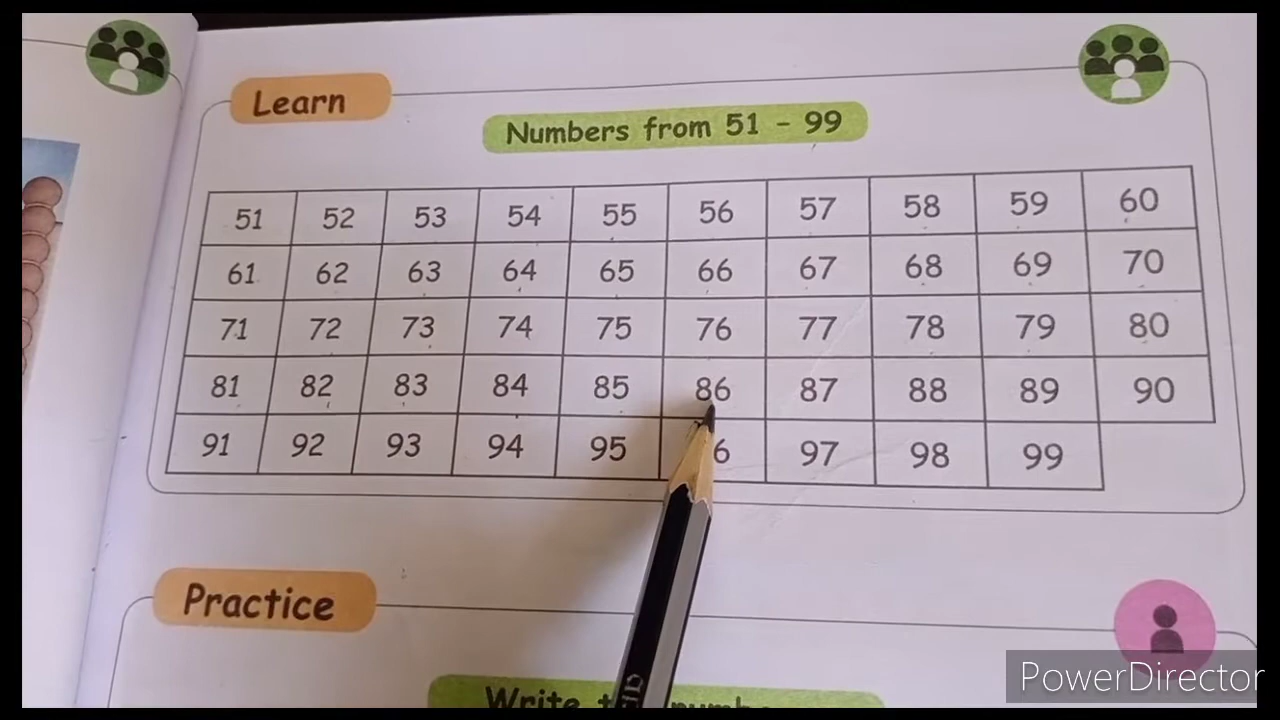 Learn
Numbers from 51 - 99
51 52 53 54 55 56 57 58 59 60
61 62 63 64 65 66 67 68 69 70
71 72 73 74 75 76 77 78 79 80
81 82 83 84 85 86 87 88 89 90
91 92 93 94 95 6 97 98 99
Practice
Write
PowerDirector